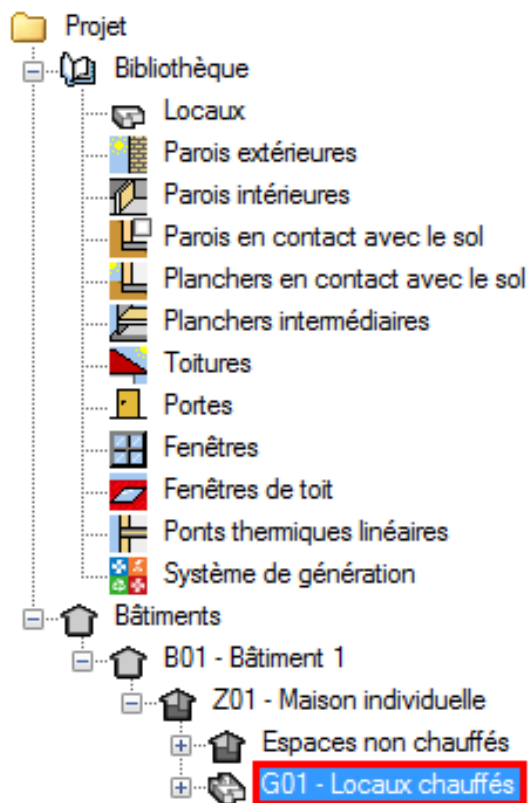 Projet
Bibliothèque
Locaux
Parois extérieures
Parois intérieures
Parois en contact avec le sol
Planchers en contact avec le sol
Planchers intermédiaires
Toitures
Portes
Fenêtres
Fenêtres de toit
Ponts thermiques linéaires
Système de génération
Bâtiments
B01 - Bâtiment 1
Z01 - Maison individuelle
Espaces non chauffés
G01 - Locaux chauffés